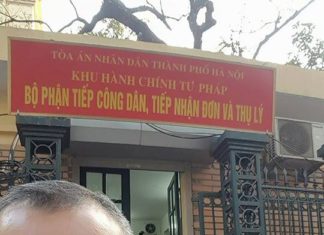 TÒA ÁN NHÂN DÂN THÀNH PHỐ HÀ NỘI
KHU HÀNH CHÍNH TƯ PHÁP
BỘ PHẬN TIẾP CÔNG DÂN, TIẾP NHẬN ĐƠN VÀ THỤ LÝ